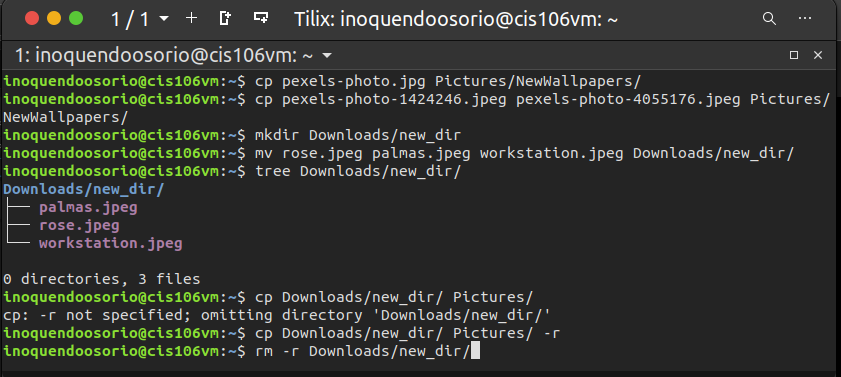 1 / 1
Tilix: inoquendoosorio@cis106vm: ~
1: inoquendoosorio@cis106vm: ~
inoquendoosorio@cis106vm:~$ cp pexels-photo.jpg Pictures/NewWallpapers/
inoquendoosorio@cis106vm:~$ cp pexels-photo-1424246.jpeg pexels-photo-4055176.jpeg Pictures/
NewWallpapers/
inoquendoosorio@cis106vm:~$ mkdir Downloads/new_dir
inoquendoosorio@cis106vm:~$ mv rose.jpeg palmas.jpeg workstation.jpeg Downloads/new_dir/
inoquendoosorio@cis106vm:~$ tree Downloads/new_dir/
Downloads/new_dir/
├── palmas.jpeg
├── rose.jpeg
└── workstation.jpeg
0 directories, 3 files
inoquendoosorio@cis106vm:~$ cp Downloads/new_dir/ Pictures/
cp: -r not specified; omitting directory 'Downloads/new_dir/'
inoquendoosorio@cis106vm:~$ cp Downloads/new_dir/ Pictures/ -r
inoquendoosorio@cis106vm:~$ rm -r Downloads/new_dir/